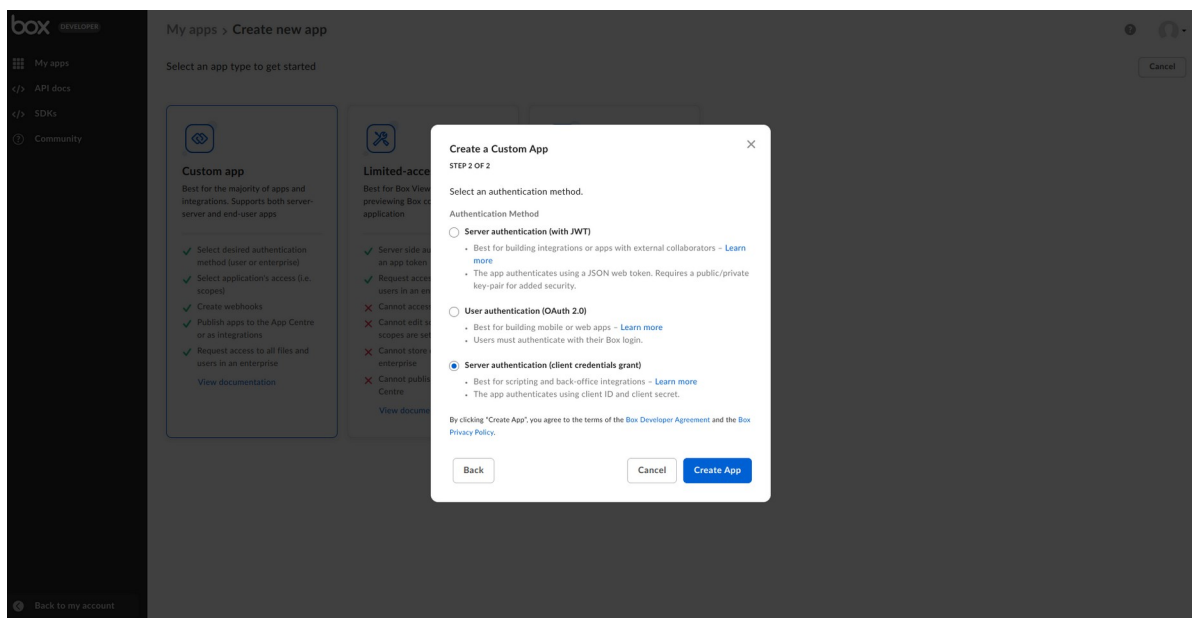 box DEVELOPER
My apps
API docs
SDKs
Community
Back to my account
My apps > Create new app
Select an app type to get started
Cancel
Custom app
Best for the majority of apps and
integrations. Supports both server-
server and end-user apps
Select desired authentication
method (user or enterprise)
Select application's access (i.e.
scopes)
Create webhooks
Publish apps to the App Centre
or as integrations
Request access to all files and
users in an enterprise
View documentation
Limited-acce
Best for Box View
previewing Box co
application
Server side au
an app token
Request acces
users in an en
Cannot acces
Cannot edit s
scopes are se
Cannot store
enterprise
Cannot publis
Centre
View docume
Create a Custom App
STEP 2 OF 2
Select an authentication method.
Authentication Method
Server authentication (with JWT)
• Best for building integrations or apps with external collaborators – Learn
more
• The app authenticates using a JSON web token. Requires a public/private
key-pair for added security.
User authentication (OAuth 2.0)
• Best for building mobile or web apps – Learn more
• Users must authenticate with their Box login.
Server authentication (client credentials grant)
• Best for scripting and back-office integrations – Learn more
• The app authenticates using client ID and client secret.
By clicking "Create App", you agree to the terms of the Box Developer Agreement and the Box
Privacy Policy.
Back
Cancel
Create App